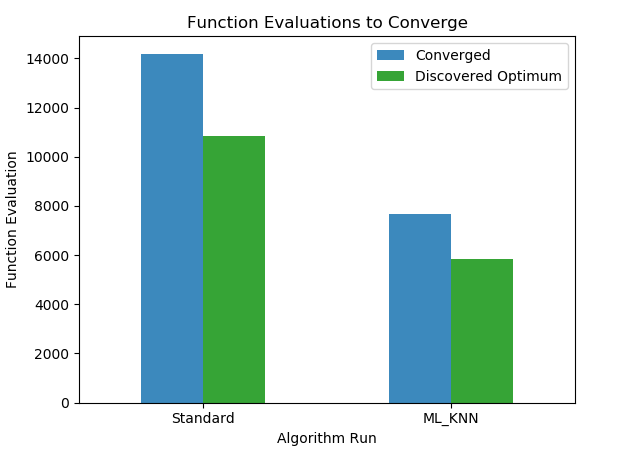 Function Evaluations to Converge
Converged
Discovered Optimum
14000
12000
10000
8000
6000
4000
2000
0
Function Evaluation
Standard
ML_KNN
Algorithm Run